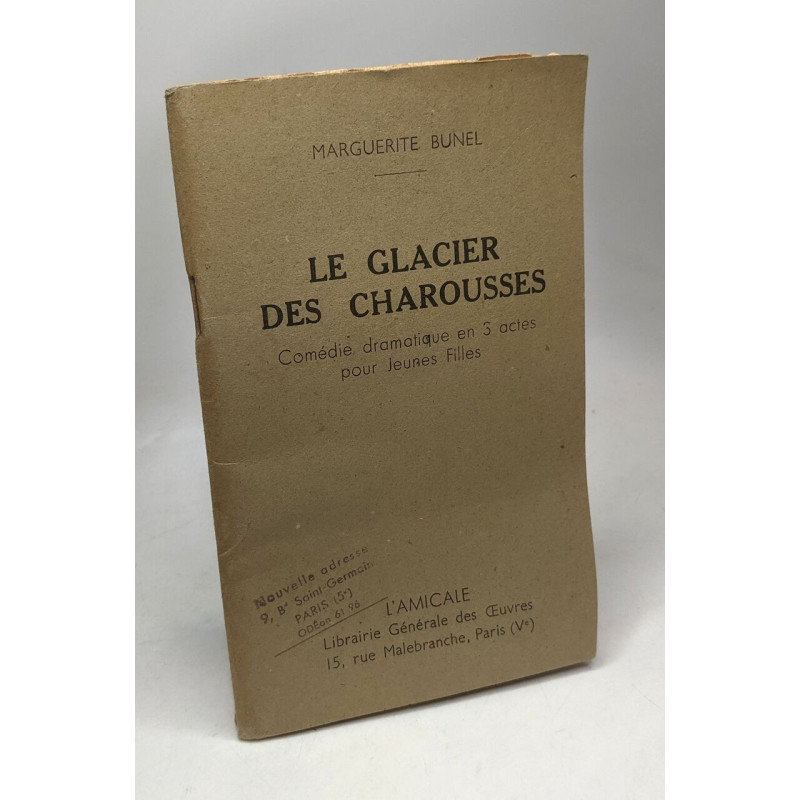 MARGUERITE BUNEL
LE GLACIER
DES CHAROUSSES
Comédie dramatique en 3 actes
pour Jeunes Filles
Nouvelle adresse
9, Bᵈ Saint Germain
PARIS (5ᵉ)
ODÉon 61 96
L'AMICALE
Librairie Générale des Œuvres
15, rue Malebranche, Paris (Vᵉ)